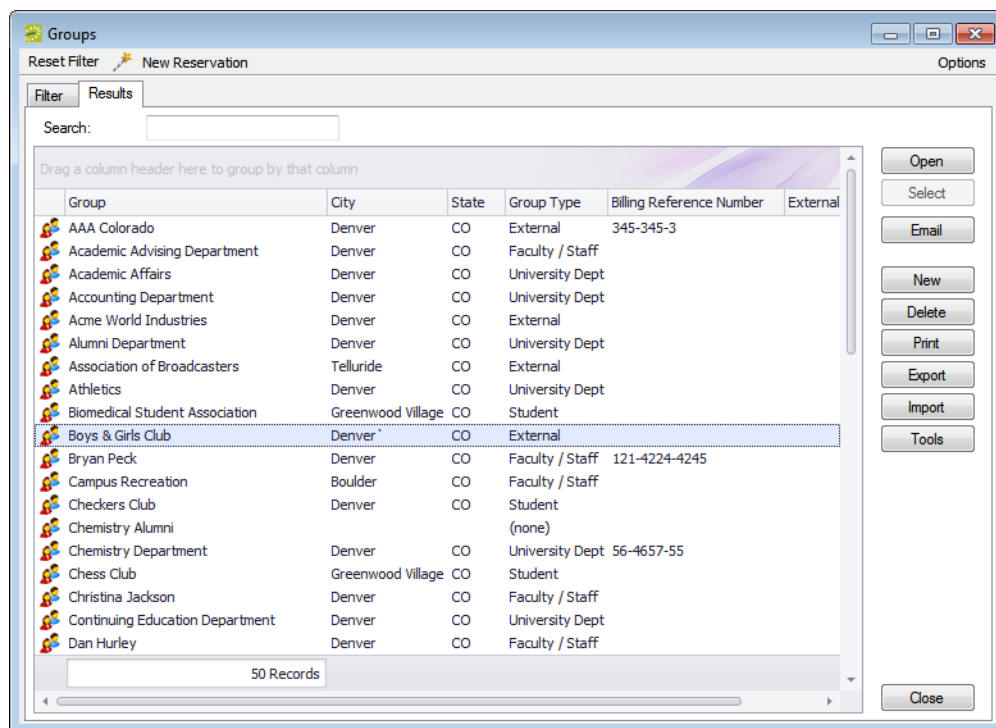 Groups
Reset Filter New Reservation Options
Filter Results
Search:
Drag a column header here to group by that column
Group City State Group Type Billing Reference Number External
AAA Colorado Denver CO External 345-345-3
Academic Advising Department Denver CO Faculty / Staff
Academic Affairs Denver CO University Dept
Accounting Department Denver CO University Dept
Acme World Industries Denver CO External
Alumni Department Denver CO University Dept
Association of Broadcasters Telluride CO External
Athletics Denver CO University Dept
Biomedical Student Association Greenwood Village CO Student
Boys & Girls Club Denver` CO External
Bryan Peck Denver CO Faculty / Staff 121-4224-4245
Campus Recreation Boulder CO Faculty / Staff
Checkers Club Denver CO Student
Chemistry Alumni (none)
Chemistry Department Denver CO University Dept 56-4657-55
Chess Club Greenwood Village CO Student
Christina Jackson Denver CO Faculty / Staff
Continuing Education Department Denver CO University Dept
Dan Hurley Denver CO Faculty / Staff
50 Records
Open
Select
Email
New
Delete
Print
Export
Import
Tools
Close